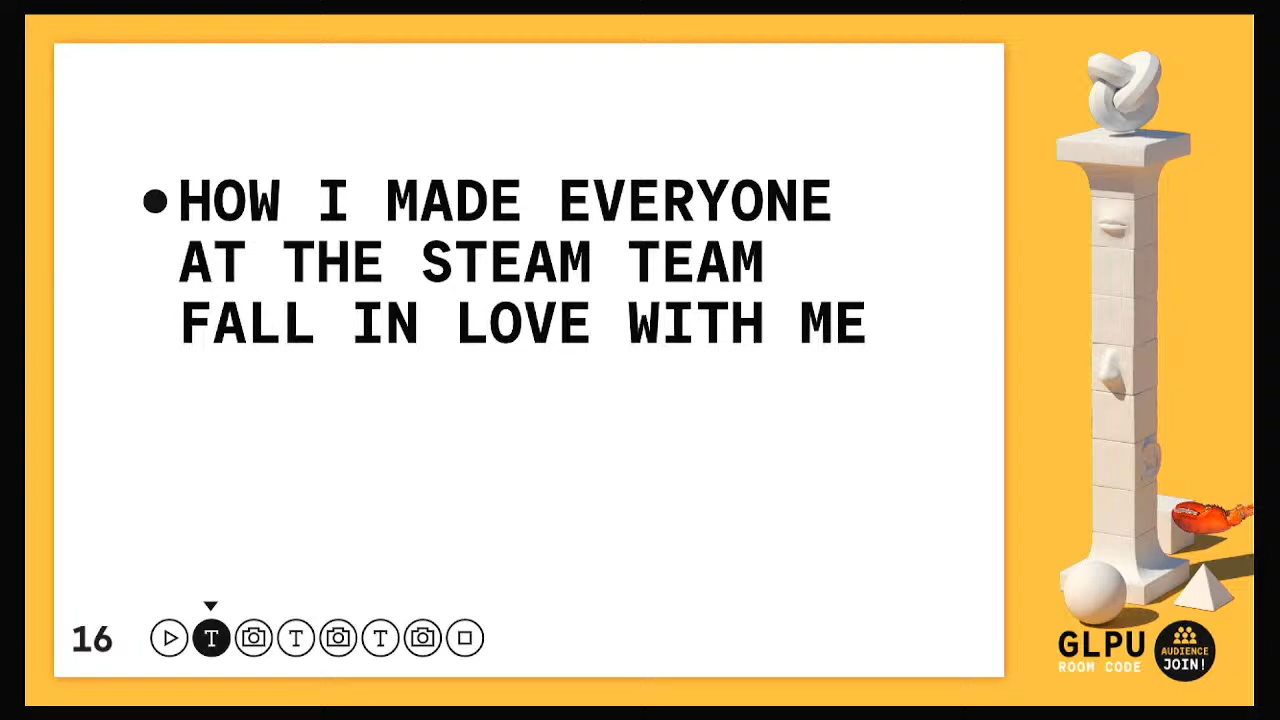 •HOW I MADE EVERYONE
AT THE STEAM TEAM
FALL IN LOVE WITH ME
16
T T T
GLPU
ROOM CODE
AUDIENCE
JOIN!